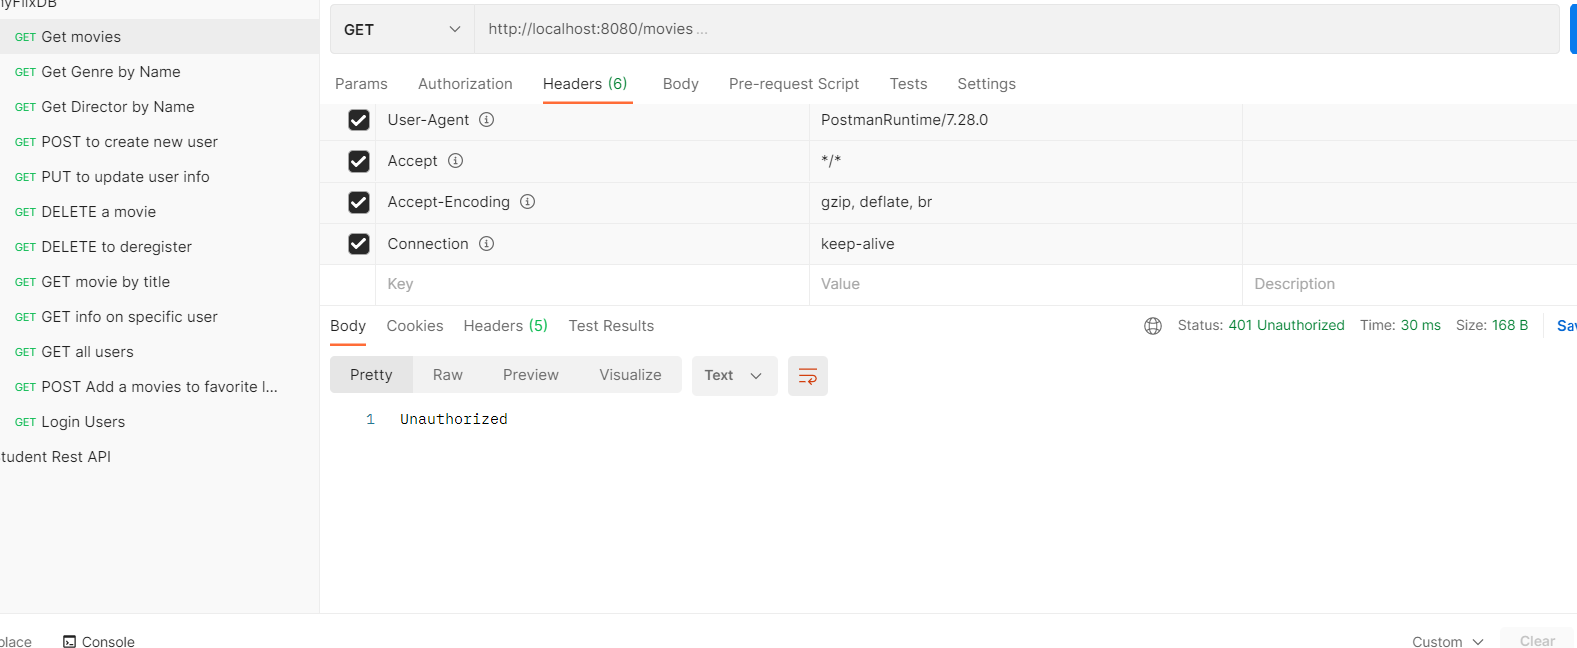 yFlixDB
GET Get movies
GET Get Genre by Name
GET Get Director by Name
GET POST to create new user
GET PUT to update user info
GET DELETE a movie
GET DELETE to deregister
GET GET movie by title
GET GET info on specific user
GET GET all users
GET POST Add a movies to favorite l...
GET Login Users
tudent Rest API
GET http://localhost:8080/movies ...
Params Authorization Headers (6) Body Pre-request Script Tests Settings
User-Agent PostmanRuntime/7.28.0
Accept */*
Accept-Encoding gzip, deflate, br
Connection keep-alive
Key Value Description
Body Cookies Headers (5) Test Results Status: 401 Unauthorized Time: 30 ms Size: 168 B Sav
Pretty Raw Preview Visualize Text
1 Unauthorized
place Console Custom Clear